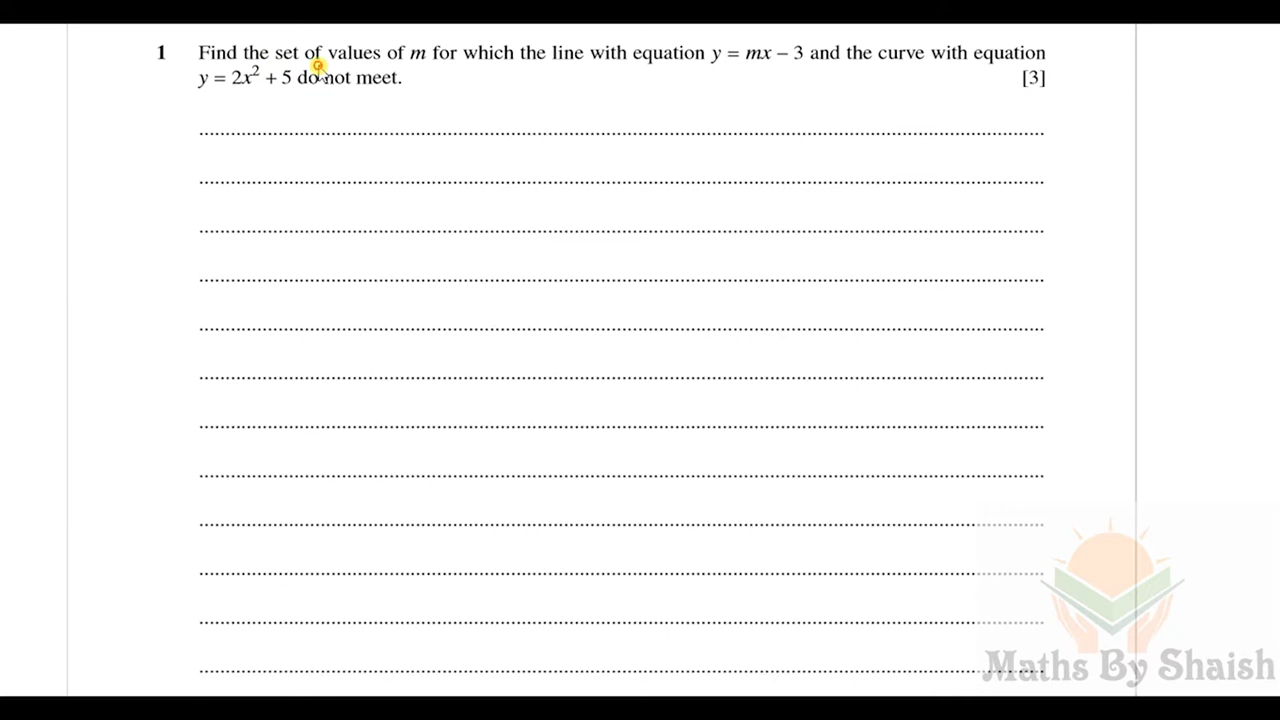 1 Find the set of values of m for which the line with equation y = mx – 3 and the curve with equation
y = 2x² + 5 do not meet. [3]
Maths By Shaish